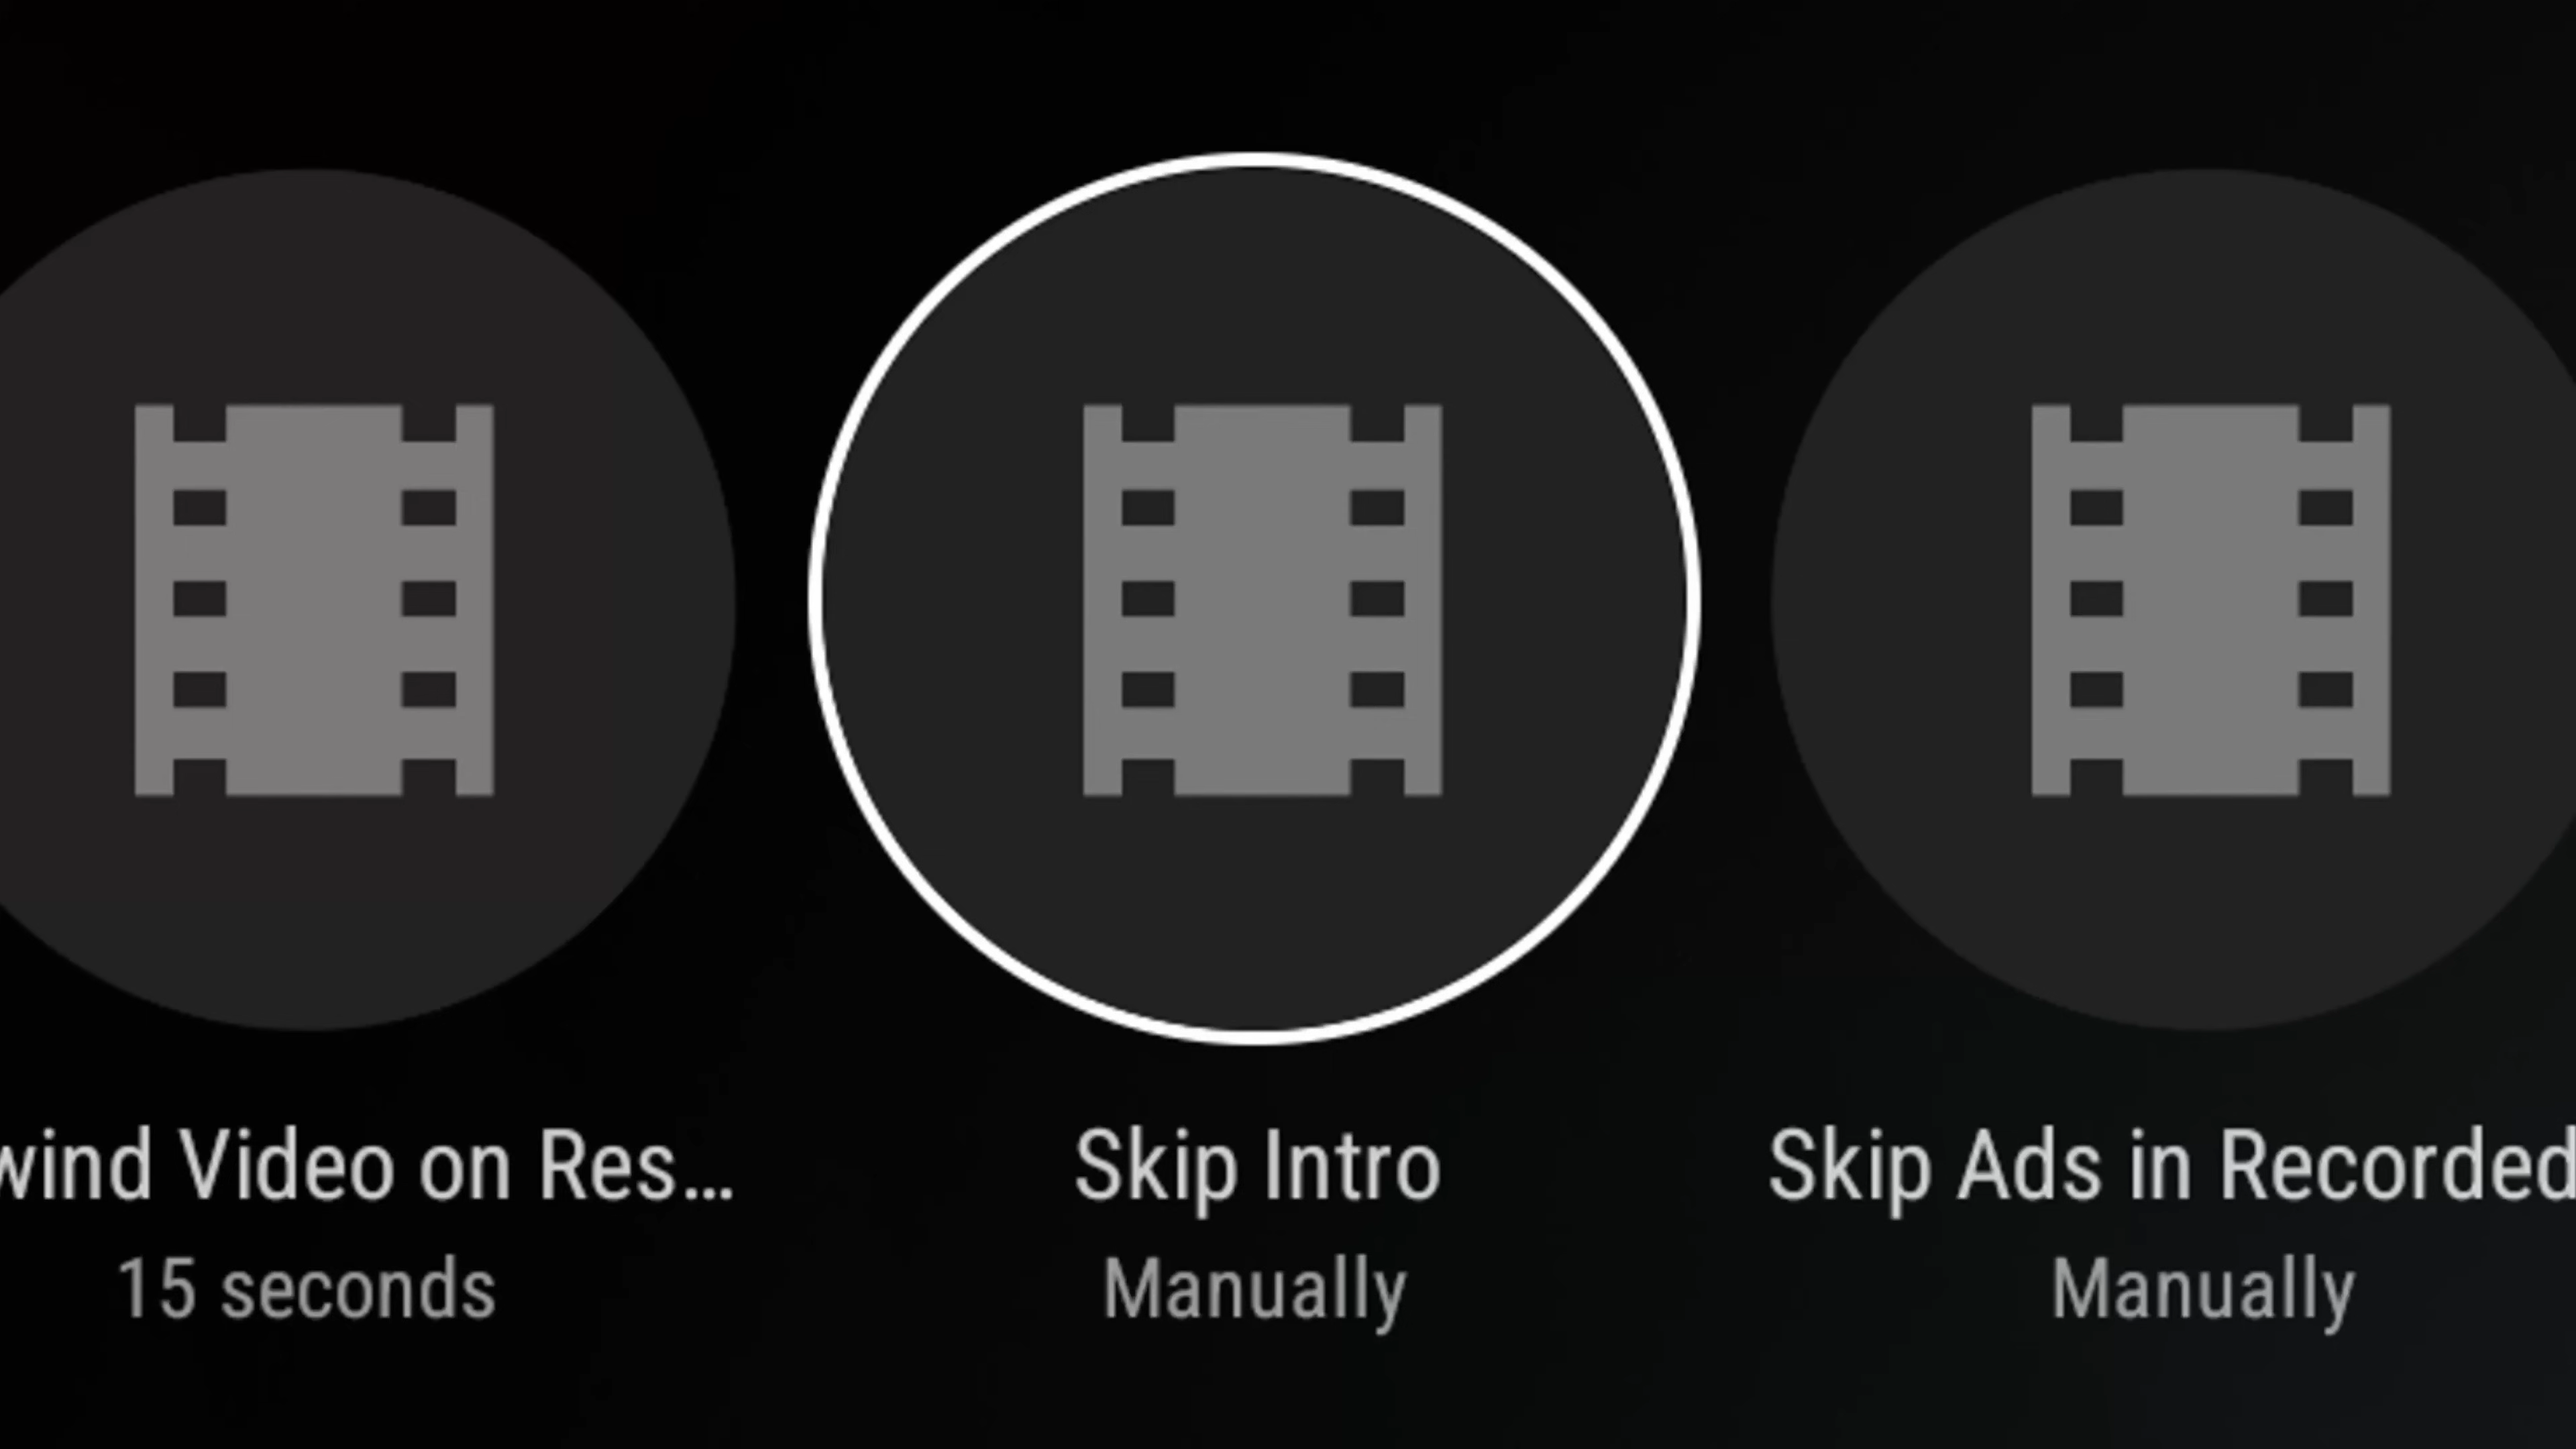 wind Video on Res...
15 seconds
Skip Intro
Manually
Skip Ads in Recorded
Manually